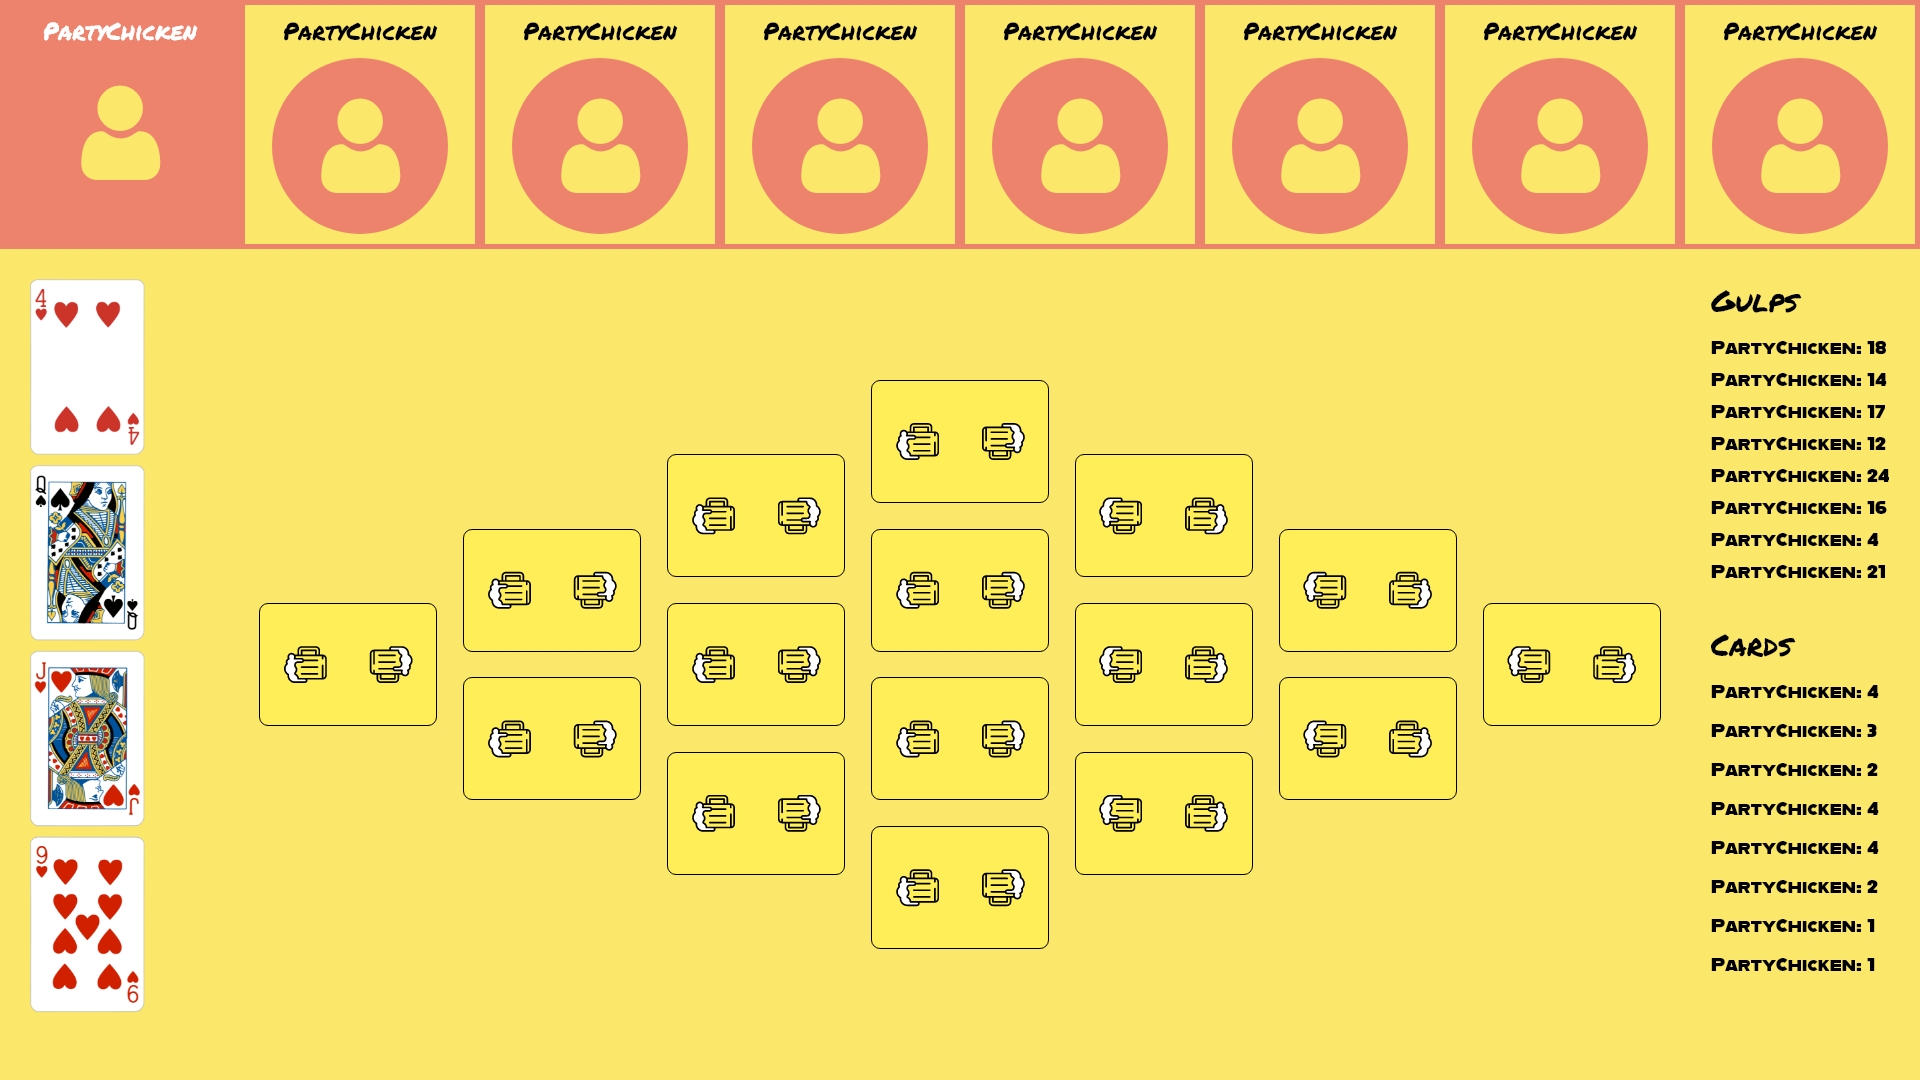 PartyChicken PartyChicken PartyChicken PartyChicken PartyChicken PartyChicken PartyChicken PartyChicken
4
4
Q
Q
J
J
9
9
Gulps
PartyChicken: 18
PartyChicken: 14
PartyChicken: 17
PartyChicken: 12
PartyChicken: 24
PartyChicken: 16
PartyChicken: 4
PartyChicken: 21
Cards
PartyChicken: 4
PartyChicken: 3
PartyChicken: 2
PartyChicken: 4
PartyChicken: 4
PartyChicken: 2
PartyChicken: 1
PartyChicken: 1